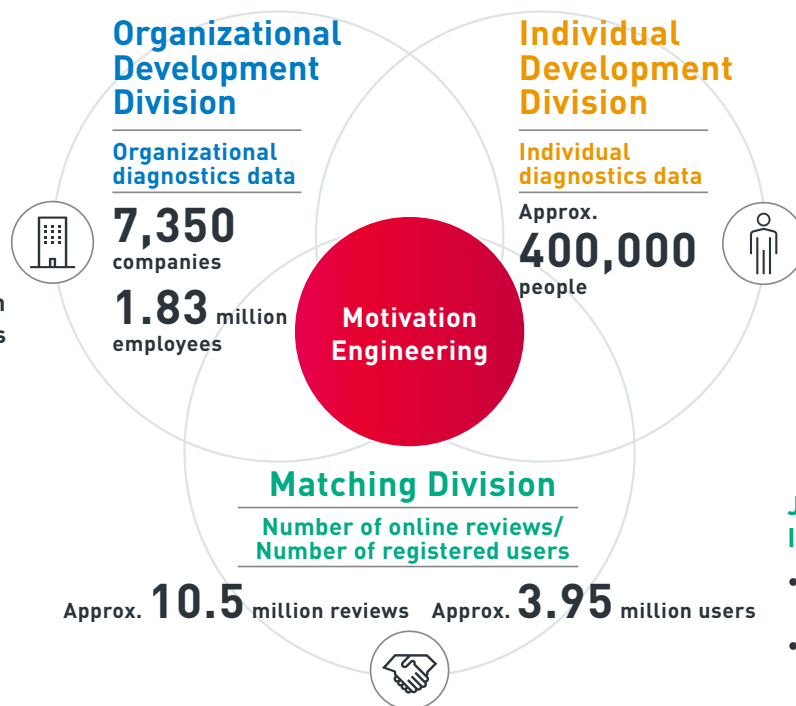 Organizational
Development
Division
Organizational
diagnostics data
7,350
companies
1.83 million
employees
Individual
Development
Division
Individual
diagnostics data
Approx.
400,000
people
Motivation
Engineering
Matching Division
Number of online reviews/
Number of registered users
Approx. 10.5 million reviews Approx. 3.95 million users